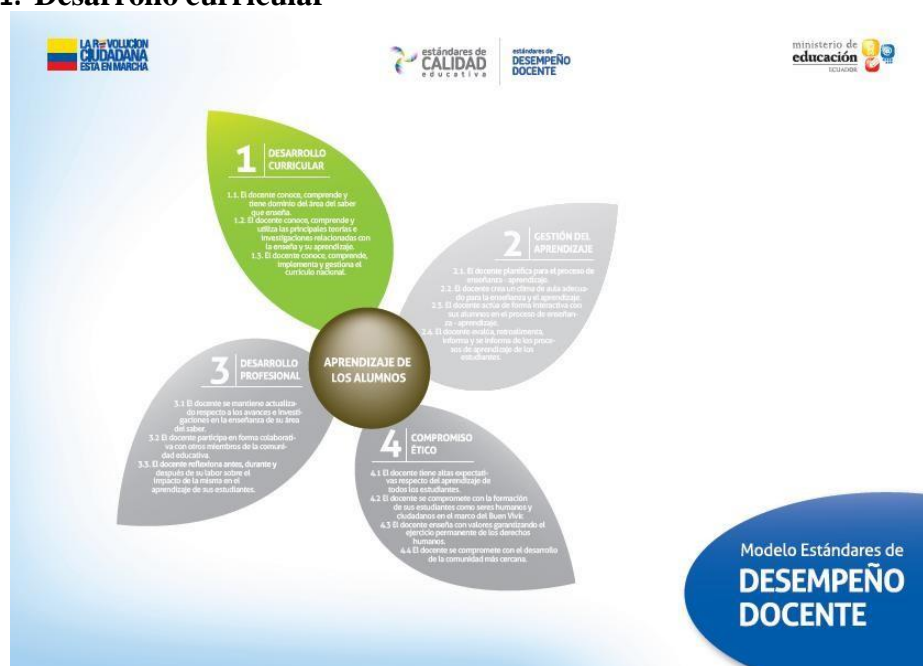 1. Desarrollo curricular
LA REVOLUCION
CIUDADANA
ESTA EN MARCHA
estándares de
CALIDAD
educativa
estándares de
DESEMPEÑO
DOCENTE
ministerio de
educación
ECUADOR
1 DESARROLLO
CURRICULAR
1.1. El docente conoce, comprende y
tiene dominio del área del saber
que enseña.
1.2. El docente conoce, comprende y
utiliza las principales teorías e
investigaciones relacionados con
la enseña y su aprendizaje.
1.3. El docente conoce, comprende,
implementa y gestiona el
currículo nacional.
2 GESTIÓN DEL
APRENDIZAJE
2.1. El docente planifica para el proceso de
enseñanza - aprendizaje.
2.2. El docente crea un clima de aula adecua-
do para la enseñanza y el aprendizaje.
2.3. El docente actúa de forma interactiva con
sus alumnos en el proceso de enseñan-
za - aprendizaje.
2.4. El docente evalúa, retroalimenta,
informa y se informa de los proce-
sos de aprendizaje de los
estudiantes.
APRENDIZAJE DE
LOS ALUMNOS
3 DESARROLLO
PROFESIONAL
3.1 El docente se mantiene actualiza-
do respecto a los avances e investi-
gaciones en la enseñanza de su área
del saber.
3.2 El docente participa en forma colaborati-
va con otros miembros de la comuni-
dad educativa.
3.3. El docente reflexiona antes, durante y
después de su labor sobre el
impacto de la misma en el
aprendizaje de sus estudiantes.
4 COMPROMISO
ÉTICO
4.1 El docente tiene altas expectati-
vas respecto del aprendizaje de
todos los estudiantes.
4.2 El docente se compromete con la formación
de sus estudiantes como seres humanos y
ciudadanos en el marco del Buen Vivir.
4.3 El docente enseña con valores garantizando el
ejercicio permanente de los derechos
humanos.
4.4 El docente se compromete con el desarrollo
de la comunidad más cercana.
Modelo Estándares de
DESEMPEÑO
DOCENTE